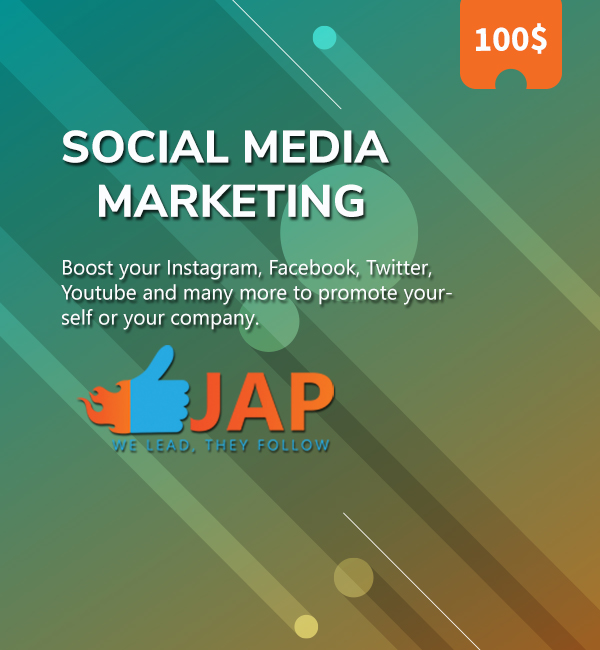 100$
SOCIAL MEDIA
MARKETING
Boost your Instagram, Facebook, Twitter,
Youtube and many more to promote your-
self or your company.
JAP
WE LEAD, THEY FOLLOW